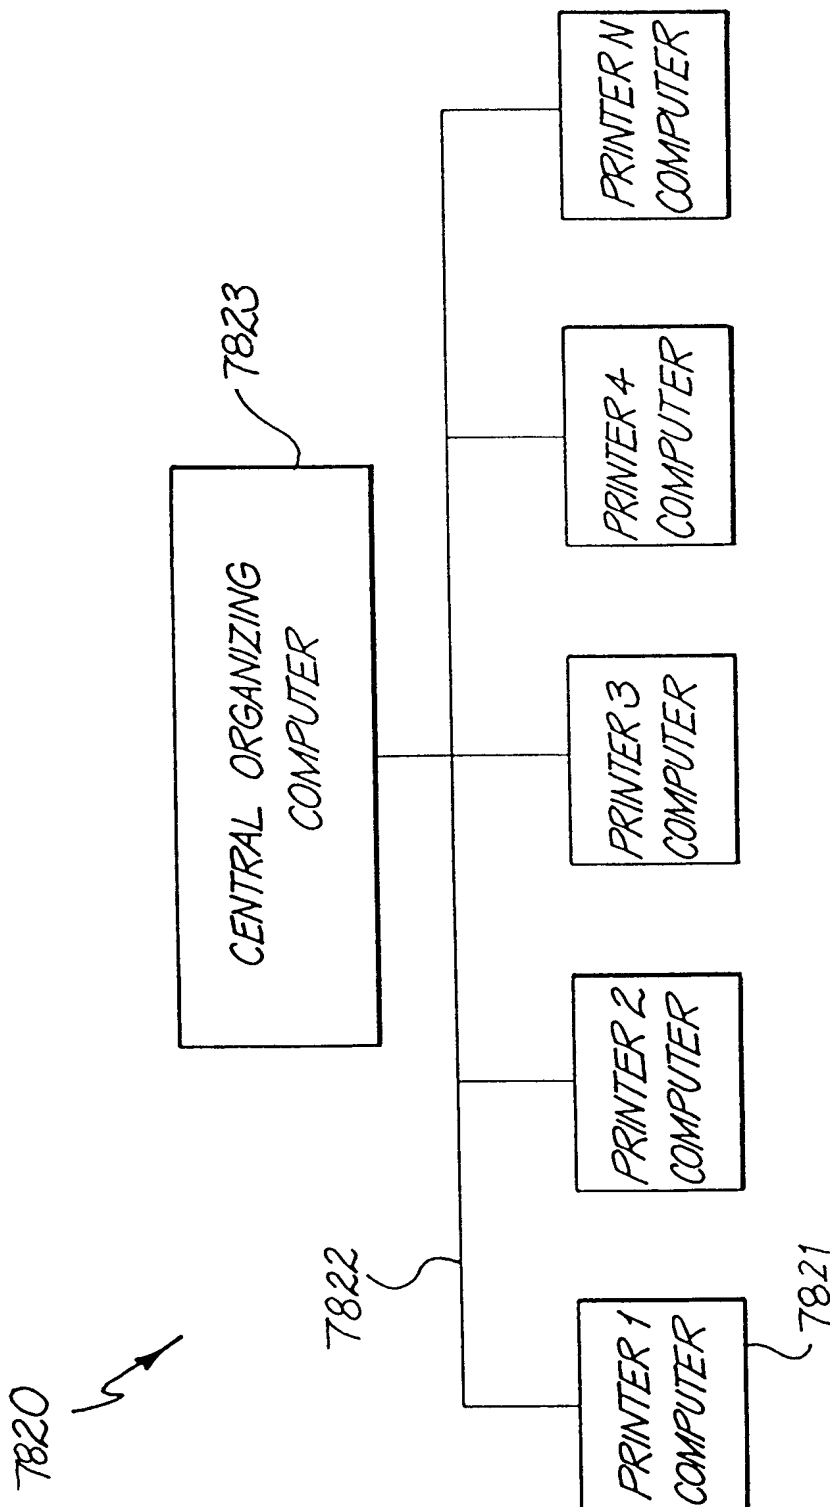 7820
7823
CENTRAL ORGANIZING
COMPUTER
7822
PRINTER 1
COMPUTER
PRINTER 2
COMPUTER
PRINTER 3
COMPUTER
PRINTER 4
COMPUTER
PRINTER N
COMPUTER
7821